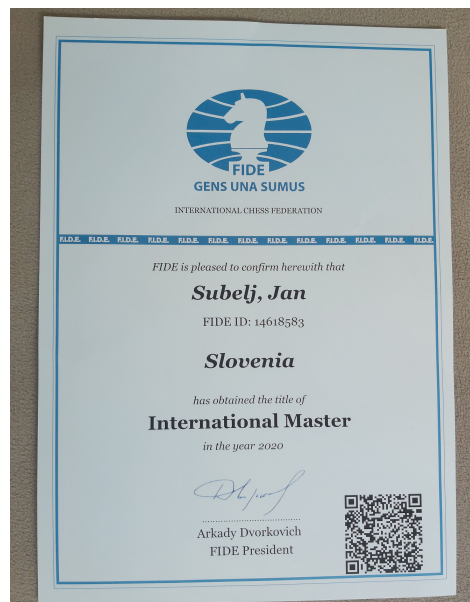 FIDE
GENS UNA SUMUS
INTERNATIONAL CHESS FEDERATION
F.I.D.E. F.I.D.E. F.I.D.E. F.I.D.E. F.I.D.E. F.I.D.E. F.I.D.E. F.I.D.E. F.I.D.E. F.I.D.E. F.I.D.E. F.I.D.E. F.I.D.E.
FIDE is pleased to confirm herewith that
Subelj, Jan
FIDE ID: 14618583
Slovenia
has obtained the title of
International Master
in the year 2020
Arkady Dvorkovich
FIDE President